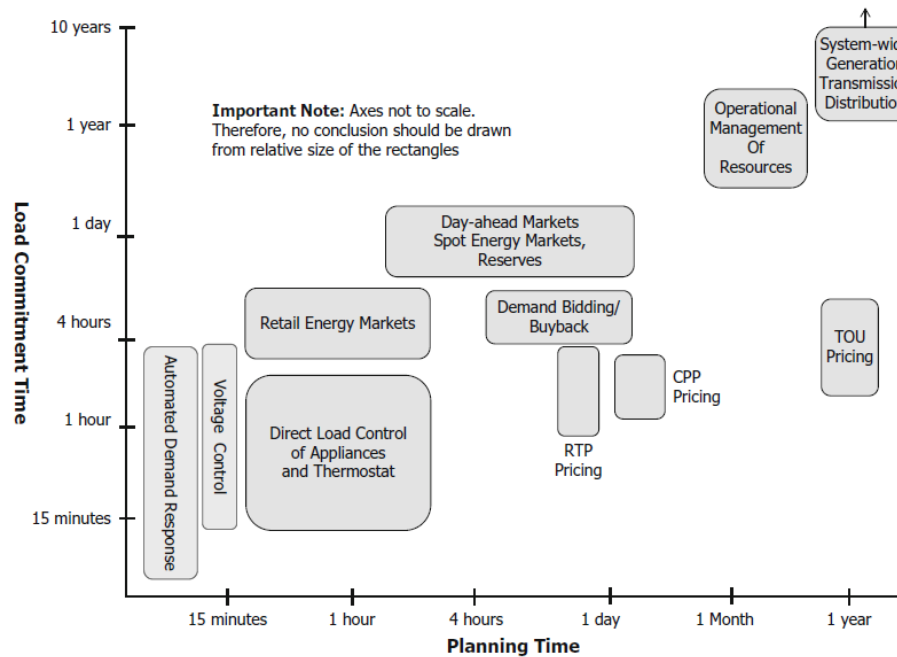 10 years
1 year
1 day
4 hours
1 hour
15 minutes
Load Commitment Time
Important Note: Axes not to scale.
Therefore, no conclusion should be drawn
from relative size of the rectangles
System-wid
Generation
Transmission
Distribution
Operational
Management
Of
Resources
Day-ahead Markets
Spot Energy Markets,
Reserves
Retail Energy Markets
Demand Bidding/
Buyback
TOU
Pricing
CPP
Pricing
RTP
Pricing
Automated Demand Response
Voltage Control
Direct Load Control
of Appliances
and Thermostat
15 minutes
1 hour
4 hours
1 day
1 Month
1 year
Planning Time